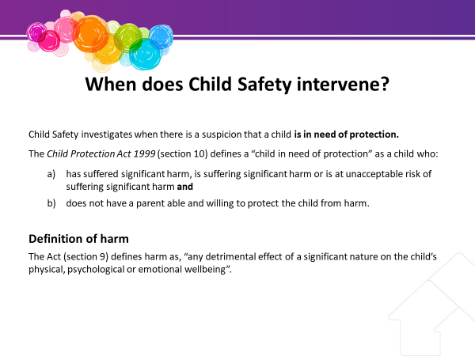 When does Child Safety intervene?
Child Safety investigates when there is a suspicion that a child is in need of protection.
The Child Protection Act 1999 (section 10) defines a “child in need of protection” as a child who:
a) has suffered significant harm, is suffering significant harm or is at unacceptable risk of
suffering significant harm and
b) does not have a parent able and willing to protect the child from harm.
Definition of harm
The Act (section 9) defines harm as, “any detrimental effect of a significant nature on the child’s
physical, psychological or emotional wellbeing”.